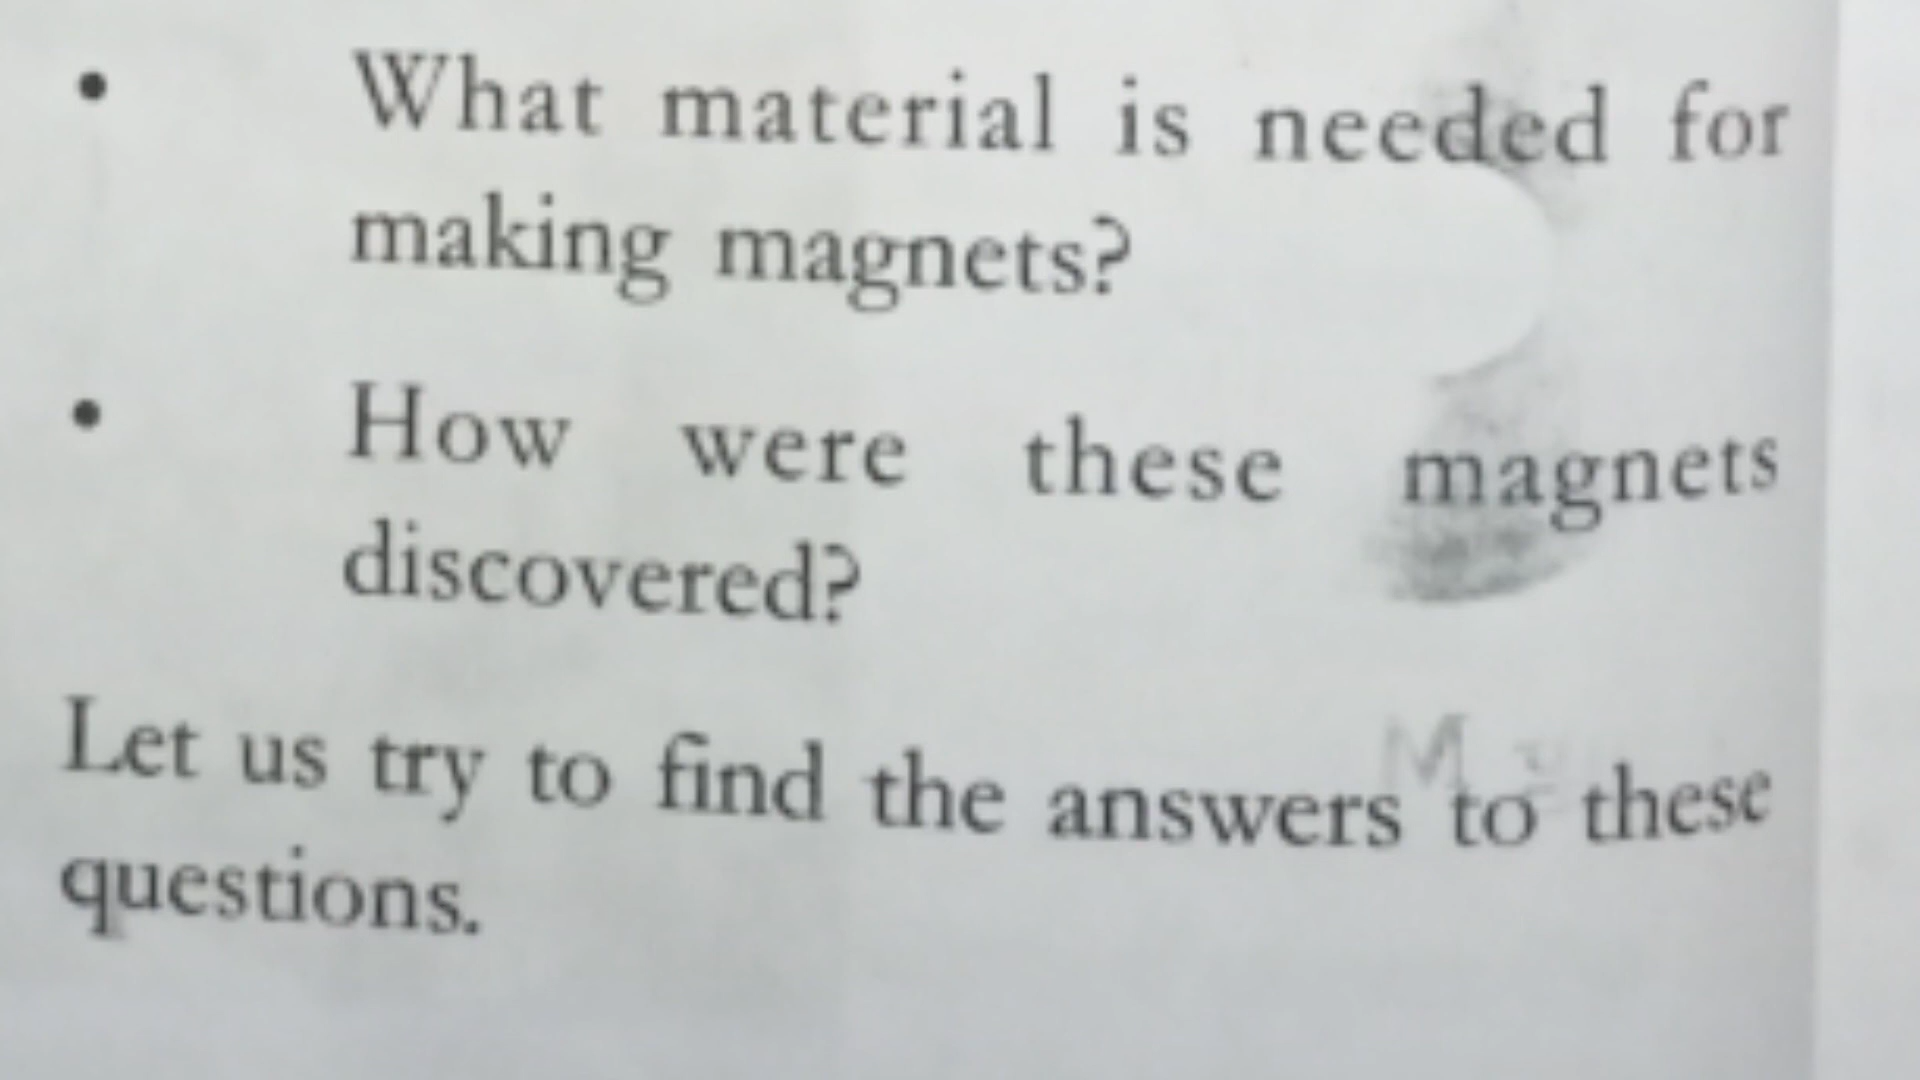 • What material is needed for
making magnets?
• How were these magnets
discovered?
Let us try to find the answers to these
questions.